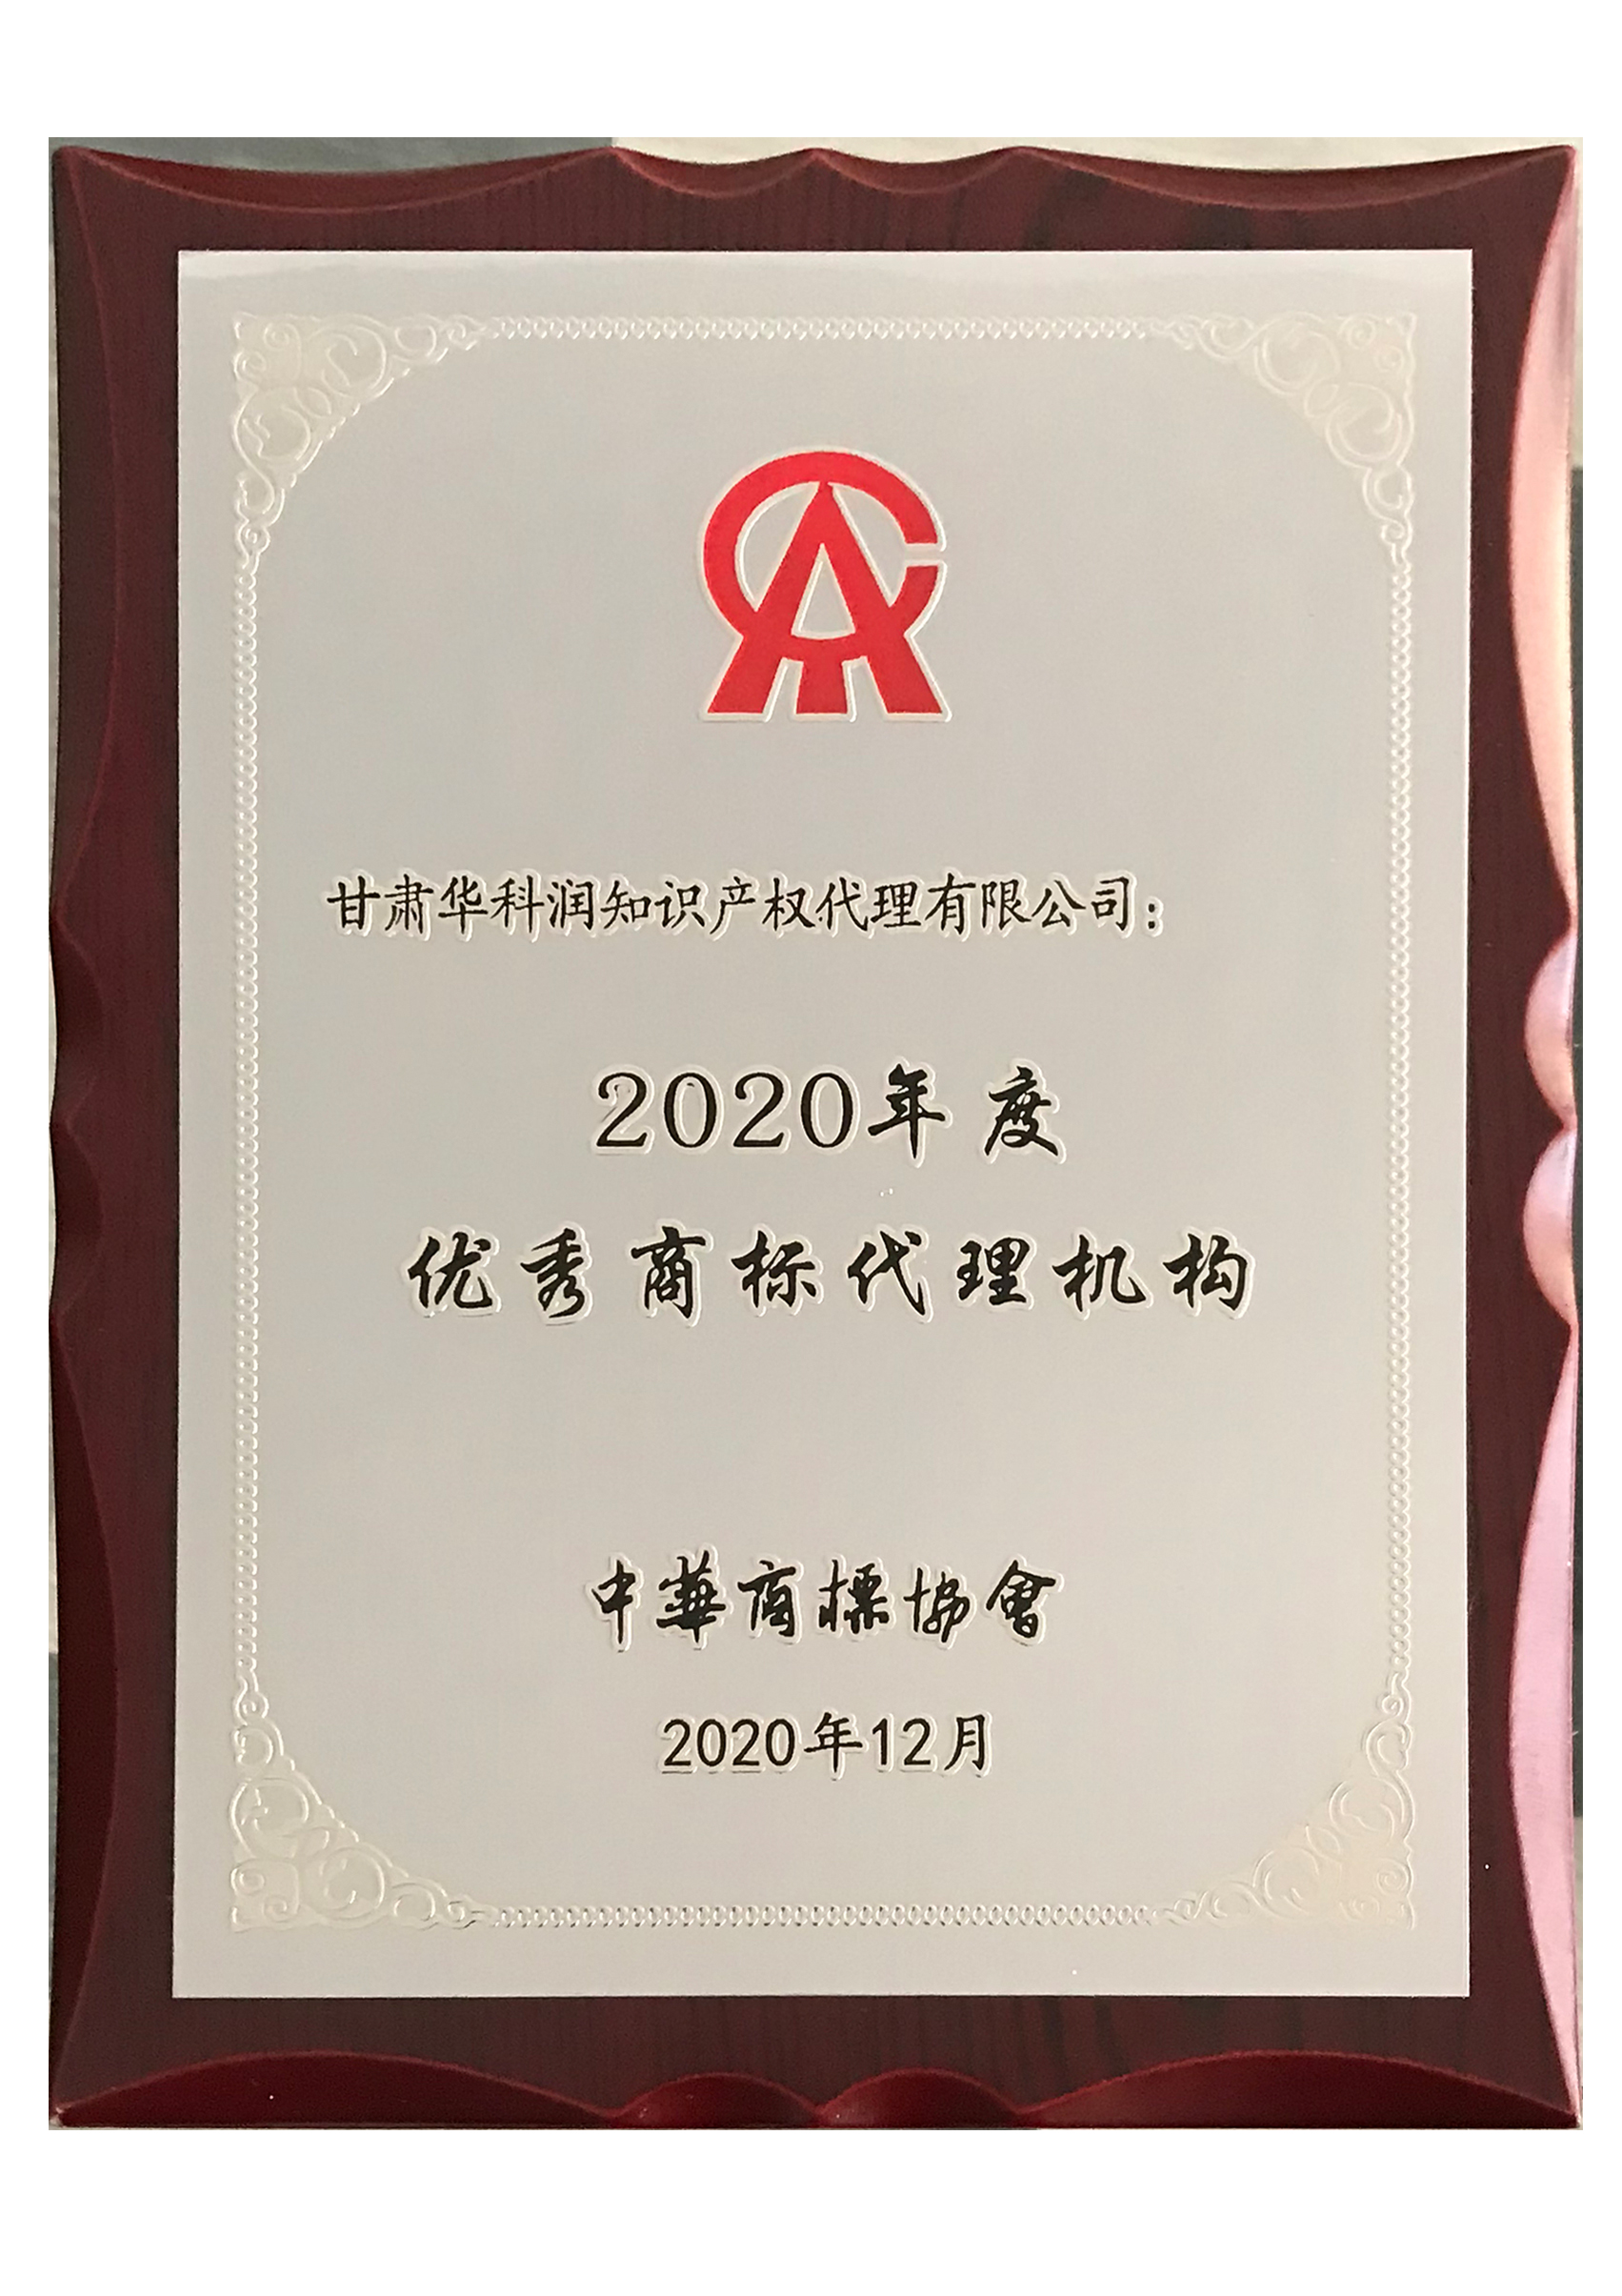 甘肃华科润知识产权代理有限公司：
2020年度
优秀商标代理机构
中華商標協會
2020年12月